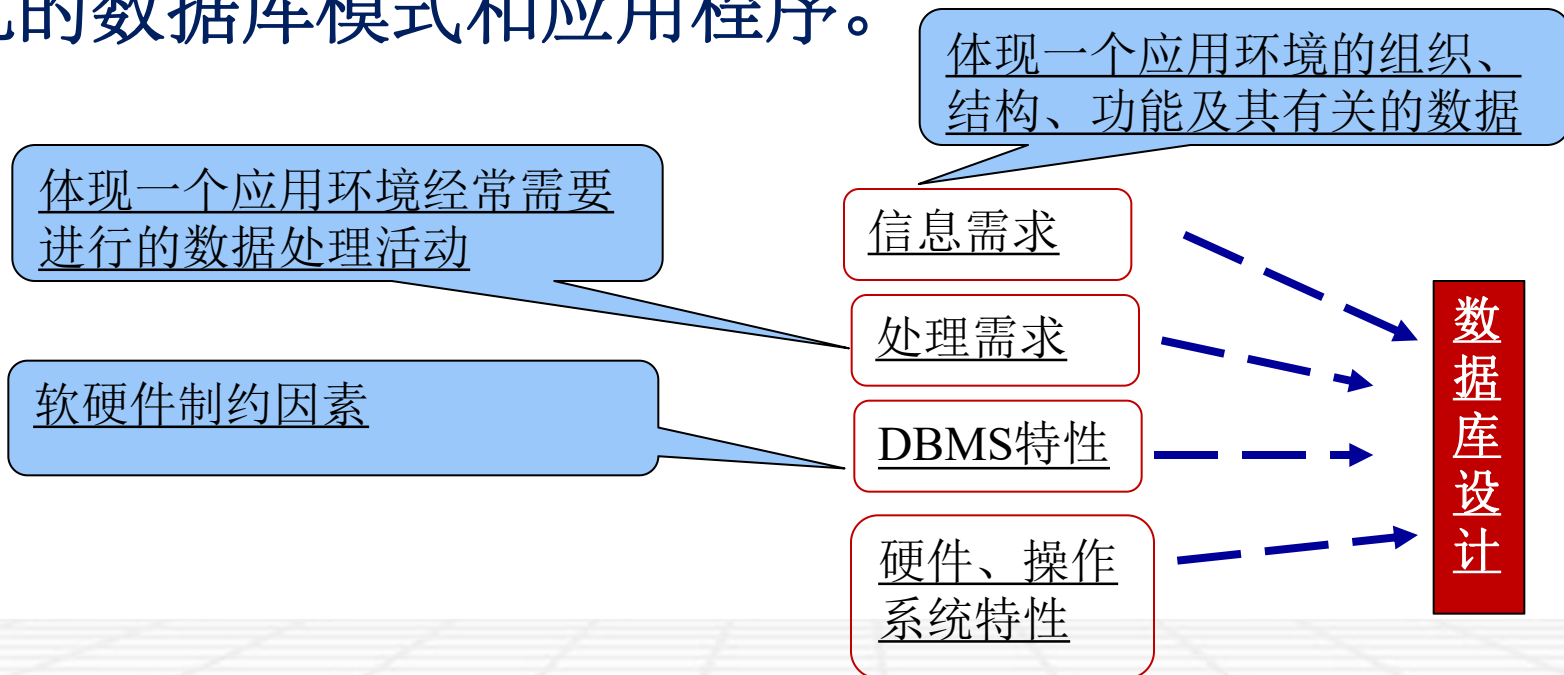 的数据库模式和应用程序。
体现一个应用环境的组织、
结构、功能及其有关的数据
体现一个应用环境经常需要
进行的数据处理活动
信息需求
处理需求
软硬件制约因素
DBMS特性
硬件、操作
系统特性
数
据
库
设
计